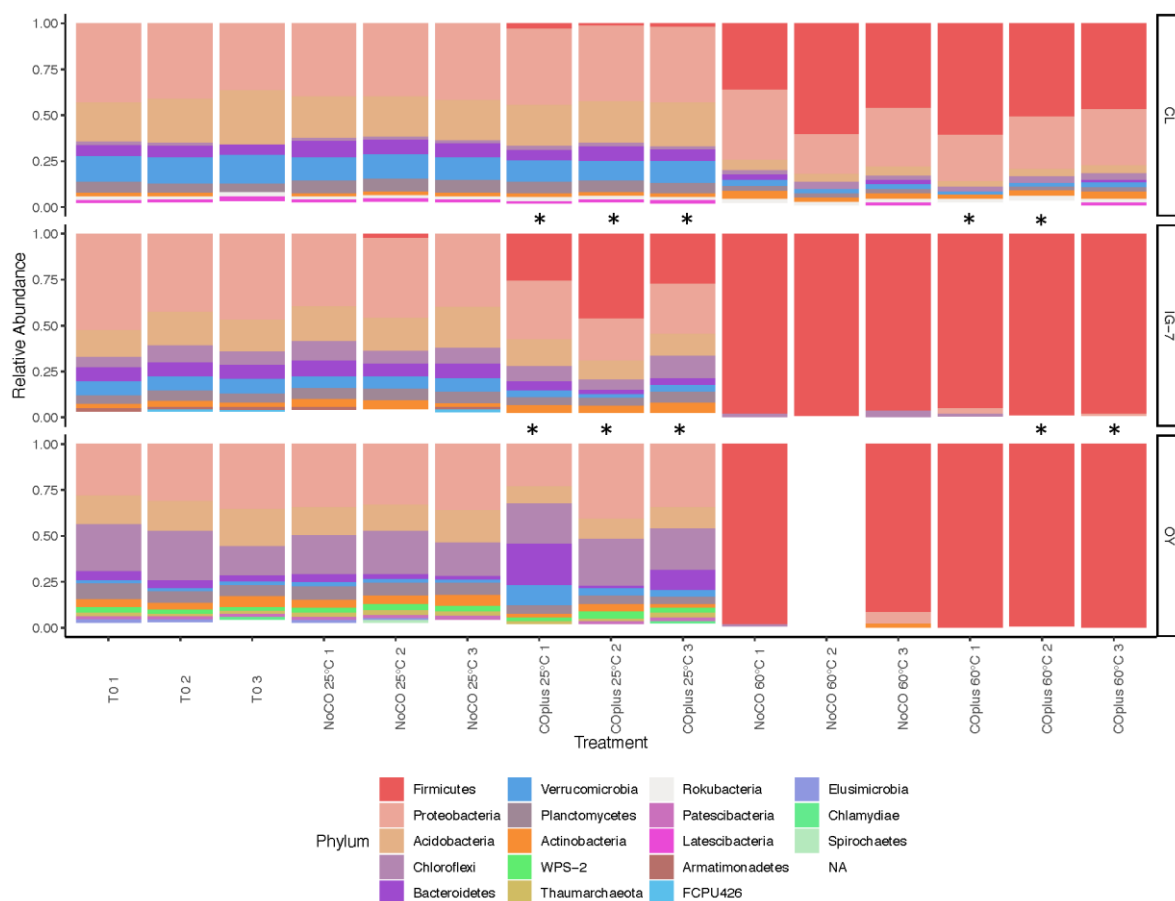 1.00
0.75
0.50
0.25
0.00
CL
* * * * *
1.00
0.75
0.50
0.25
0.00
IG-7
* * * * *
1.00
0.75
0.50
0.25
0.00
OY
Relative Abundance
T0 1
T0 2
T0 3
NoCO 25°C 1
NoCO 25°C 2
NoCO 25°C 3
COplus 25°C 1
COplus 25°C 2
COplus 25°C 3
NoCO 60°C 1
NoCO 60°C 2
NoCO 60°C 3
COplus 60°C 1
COplus 60°C 2
COplus 60°C 3
Treatment
Phylum
Firmicutes
Proteobacteria
Acidobacteria
Chloroflexi
Bacteroidetes
Verrucomicrobia
Planctomycetes
Actinobacteria
WPS-2
Thaumarchaeota
Rokubacteria
Patescibacteria
Latescibacteria
Armatimonadetes
FCPU426
Elusimicrobia
Chlamydiae
Spirochaetes
NA